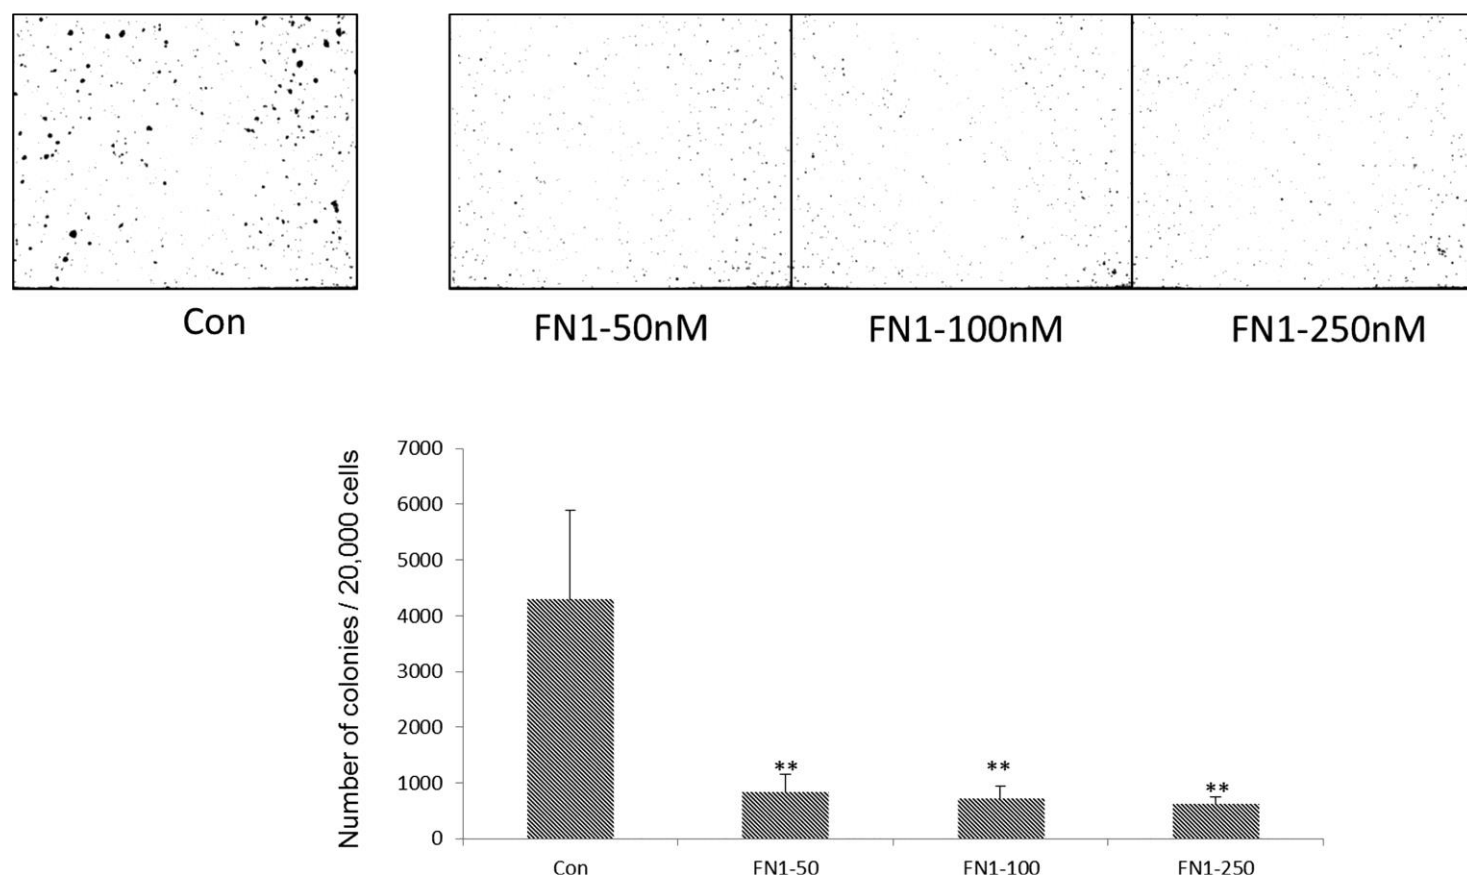 Con
FN1-50nM
FN1-100nM
FN1-250nM
Number of colonies / 20,000 cells
7000
6000
5000
4000
3000
2000
1000
0
**
**
**
Con
FN1-50
FN1-100
FN1-250